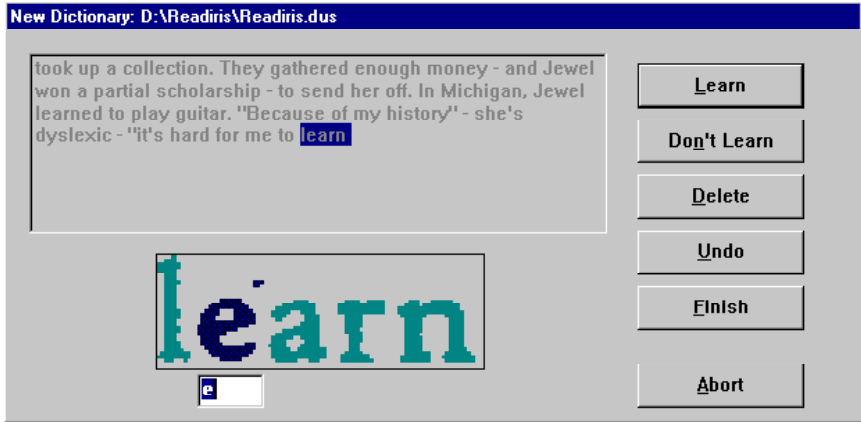 New Dictionary: D:\Readiris\Readiris.dus
took up a collection. They gathered enough money - and Jewel
won a partial scholarship - to send her off. In Michigan, Jewel
learned to play guitar. "Because of my history" - she's
dyslexic - "it's hard for me to learn
learn
e
Learn
Don't Learn
Delete
Undo
FInIsh
Abort